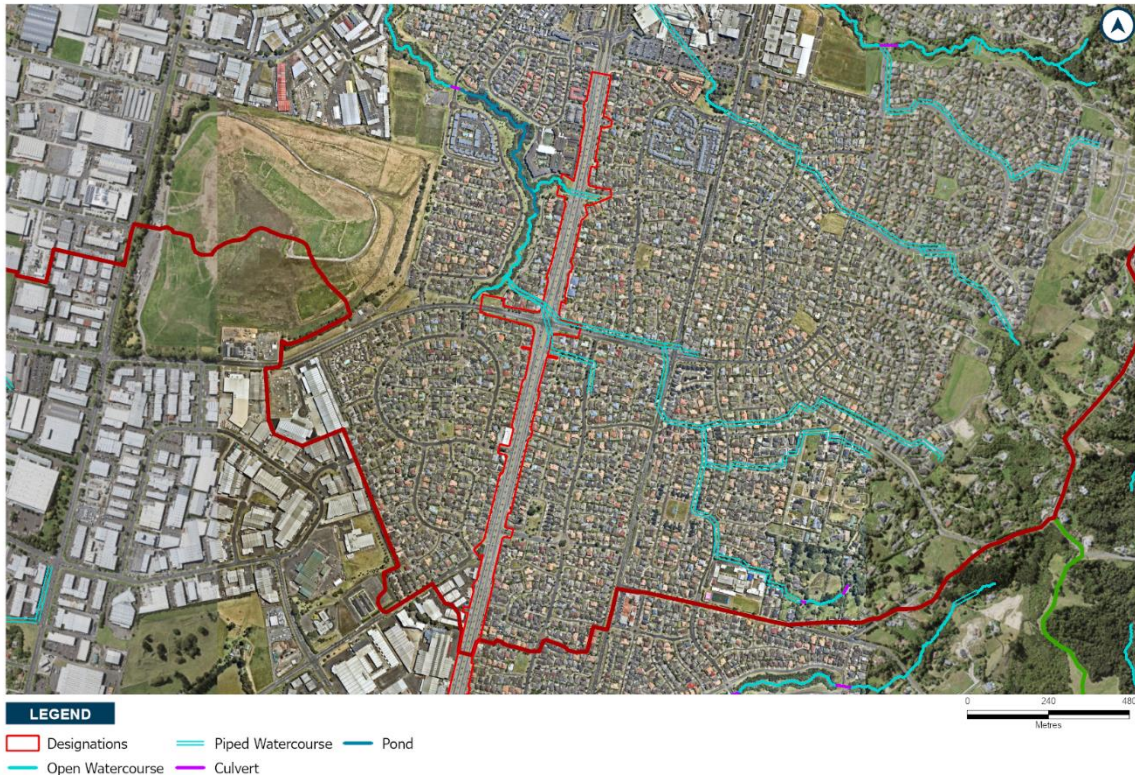 LEGEND
Designations
Piped Watercourse
Pond
Open Watercourse
Culvert
0 240 480
Metres